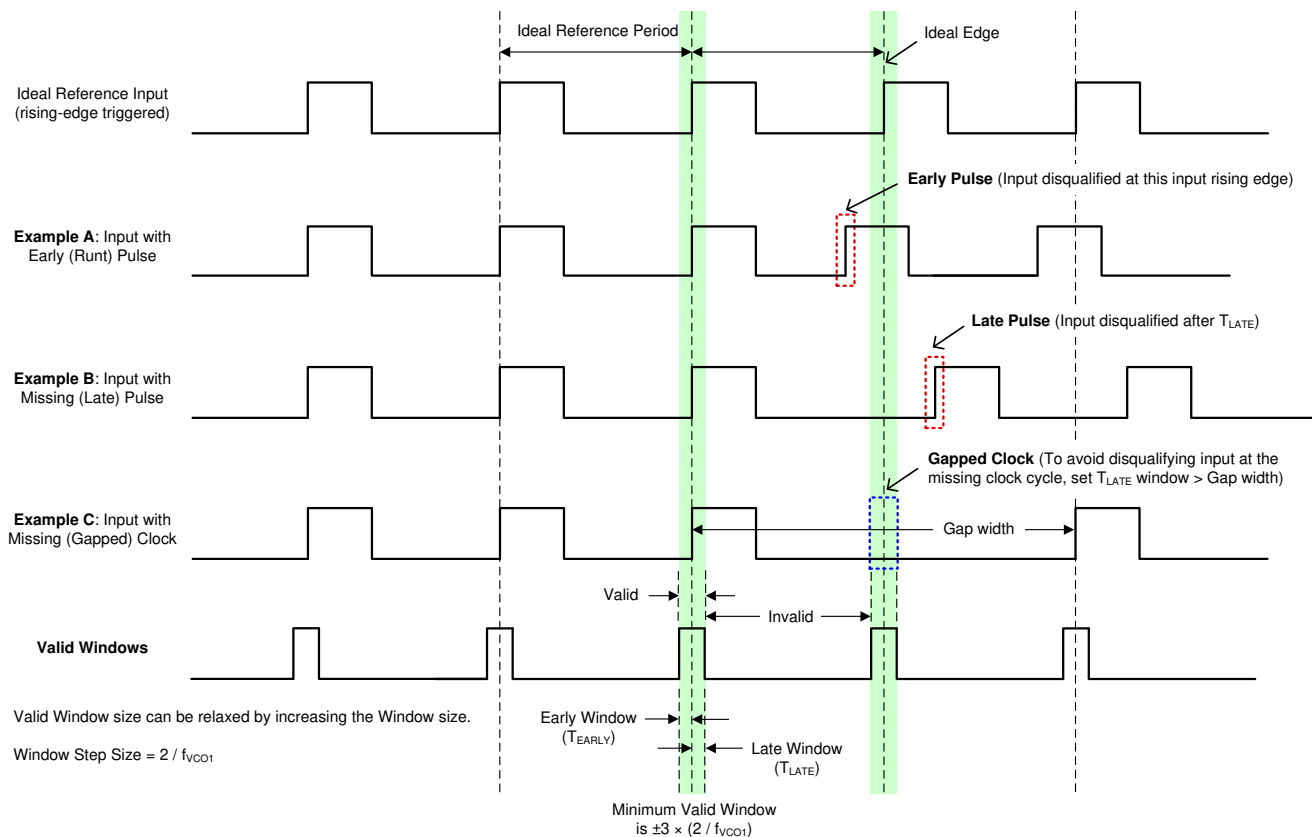 Ideal Reference Period
Ideal Edge
Ideal Reference Input
(rising-edge triggered)
Early Pulse (Input disqualified at this input rising edge)
Example A: Input with
Early (Runt) Pulse
Late Pulse (Input disqualified after TLATE)
Example B: Input with
Missing (Late) Pulse
Gapped Clock (To avoid disqualifying input at the
missing clock cycle, set TLATE window > Gap width)
Example C: Input with
Missing (Gapped) Clock
Gap width
Valid
Invalid
Valid Windows
Valid Window size can be relaxed by increasing the Window size.
Window Step Size = 2 / fVCO1
Early Window
(TEARLY)
Late Window
(TLATE)
Minimum Valid Window
is ±3 × (2 / fVCO1)